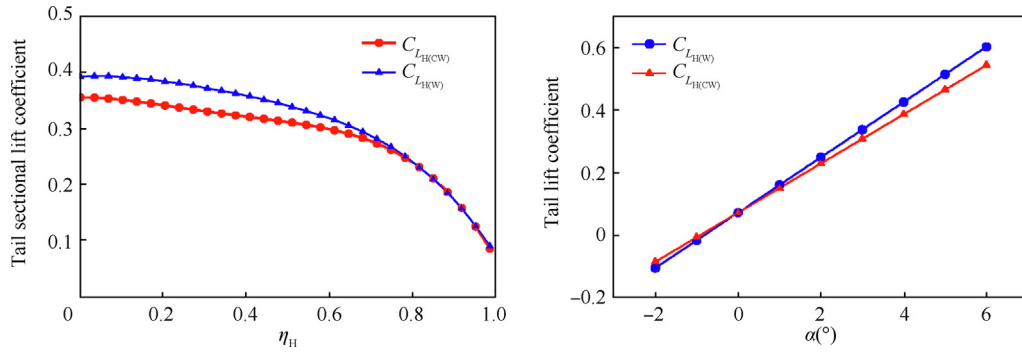 0.5
0.4
0.3
0.2
0.1
0
0.2
0.4
0.6
0.8
1.0
Tail sectional lift coefficient
η_H
C_{L_{H(CW)}}
C_{L_{H(W)}}
0.6
0.4
0.2
0
−0.2
−2
0
2
4
6
Tail lift coefficient
α(°)
C_{L_{H(W)}}
C_{L_{H(CW)}}